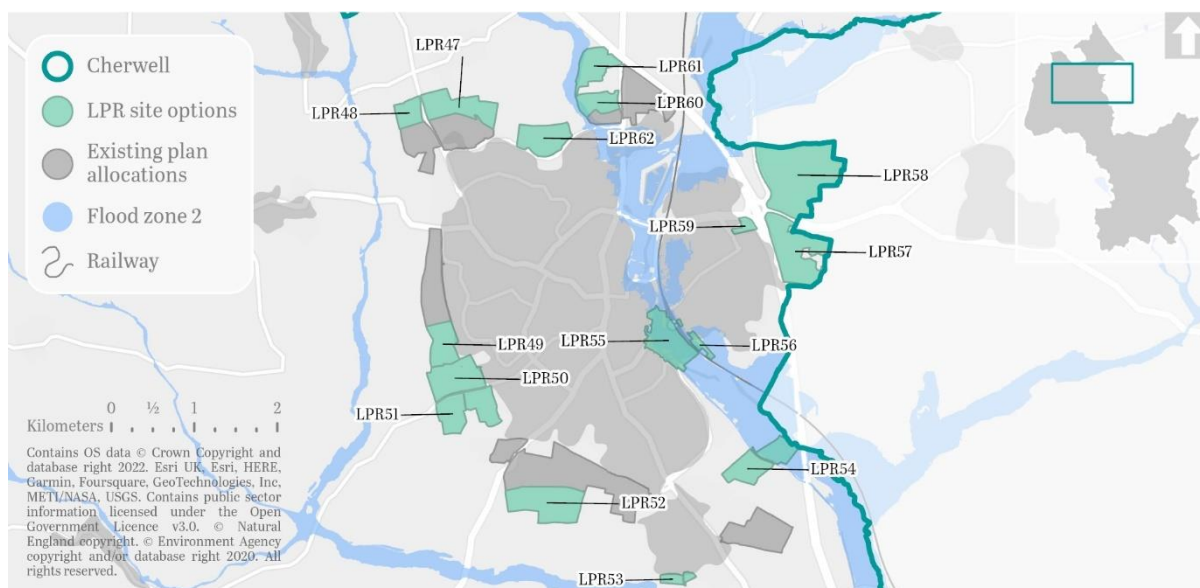 Cherwell
LPR site options
Existing plan
allocations
Flood zone 2
Railway
LPR47
LPR48
LPR61
LPR60
LPR62
LPR58
LPR59
LPR57
LPR55
LPR56
LPR49
LPR50
LPR51
LPR54
LPR52
LPR53
0 ½ 1 2
Kilometers
Contains OS data © Crown Copyright and
database right 2022. Esri UK, Esri, HERE,
Garmin, Foursquare, GeoTechnologies, Inc,
METI/NASA, USGS. Contains public sector
information licensed under the Open
Government Licence v3.0. © Natural
England copyright. © Environment Agency
copyright and/or database right 2020. All
rights reserved.